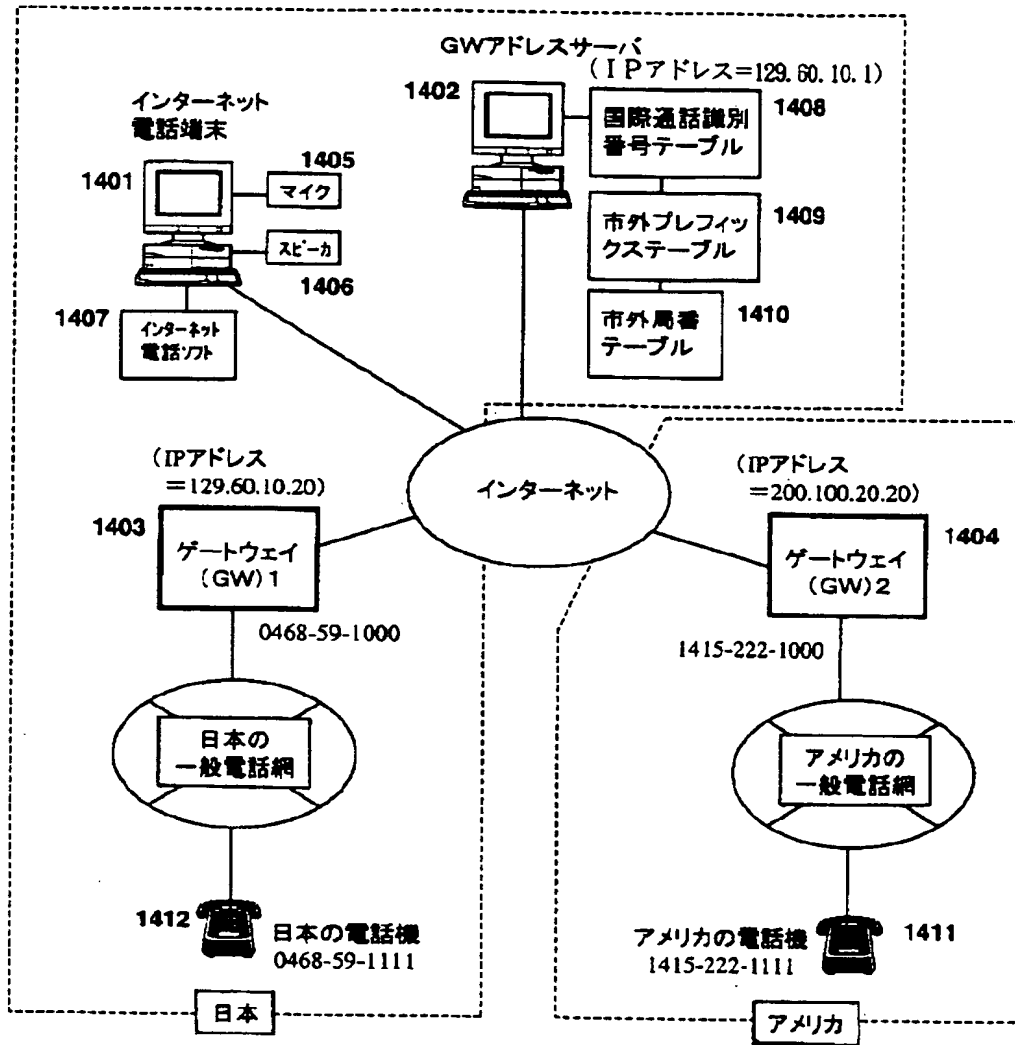 GWアドレスサーバ
(IPアドレス=129.60.10.1)
1402
国際通話識別
番号テーブル
1408
市外プレフィッ
クステーブル
1409
市外局番
テーブル
1410
インターネット
電話端末
1401
1405
マイク
スピーカ
1406
1407
インターネット
電話ソフト
インターネット
(IPアドレス
=129.60.10.20)
1403
ゲートウェイ
(GW)1
0468-59-1000
日本の
一般電話網
1412
日本の電話機
0468-59-1111
日本
(IPアドレス
=200.100.20.20)
1404
ゲートウェイ
(GW)2
1415-222-1000
アメリカの
一般電話網
アメリカの電話機
1415-222-1111
1411
アメリカ